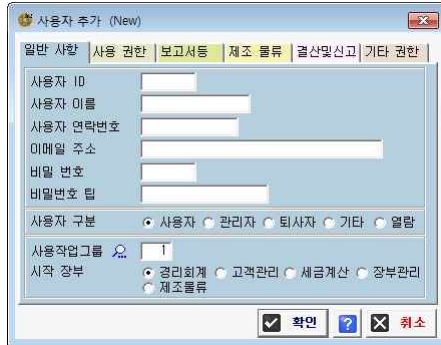 사용자 추가 (New)
일반 사항 사용 권한 보고서등 제조 물류 결산및신고 기타 권한
사용자 ID
사용자 이름
사용자 연락번호
이메일 주소
비밀 번호
비밀번호 팁
사용자 구분 사용자 관리자 퇴사자 기타 열람
사용작업그룹 1
시작 장부 경리회계 고객관리 세금계산 장부관리
제조물류
확인 ? 취소